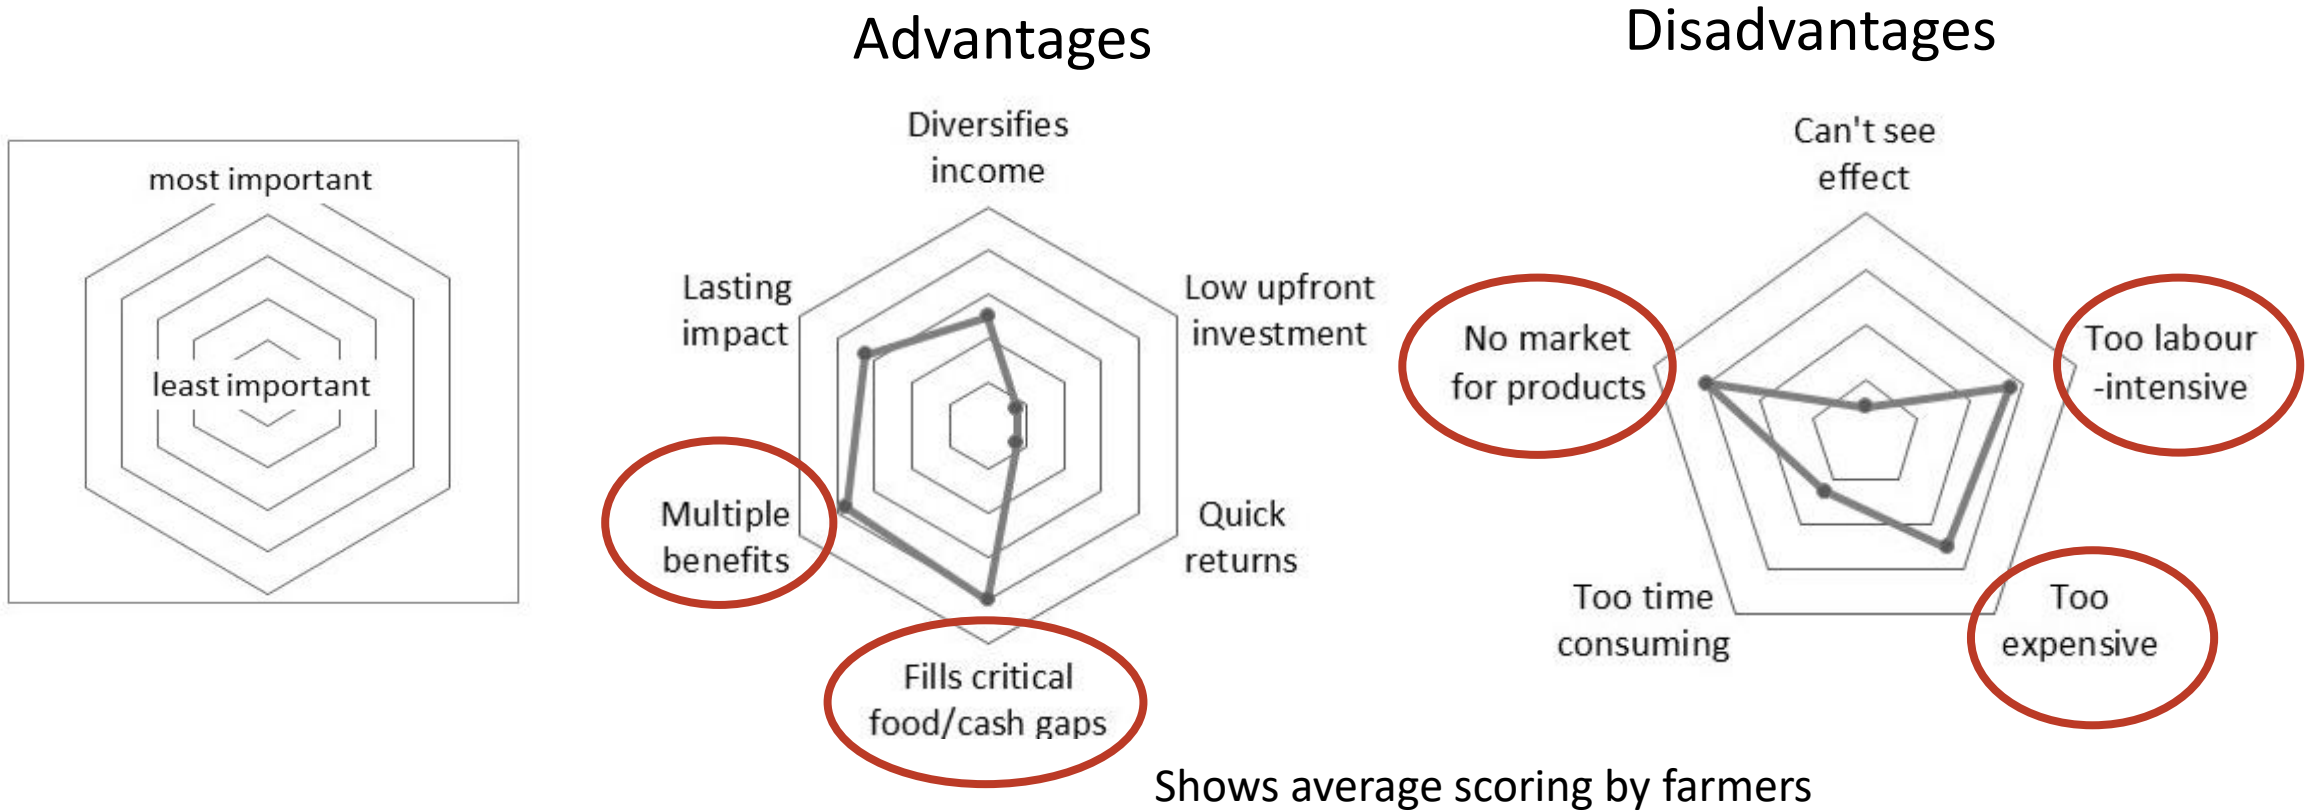 Advantages
Disadvantages
most important
least important
Diversifies
income
Lasting
impact
Low upfront
investment
Multiple
benefits
Quick
returns
Fills critical
food/cash gaps
Can't see
effect
No market
for products
Too labour
-intensive
Too time
consuming
Too
expensive
Shows average scoring by farmers